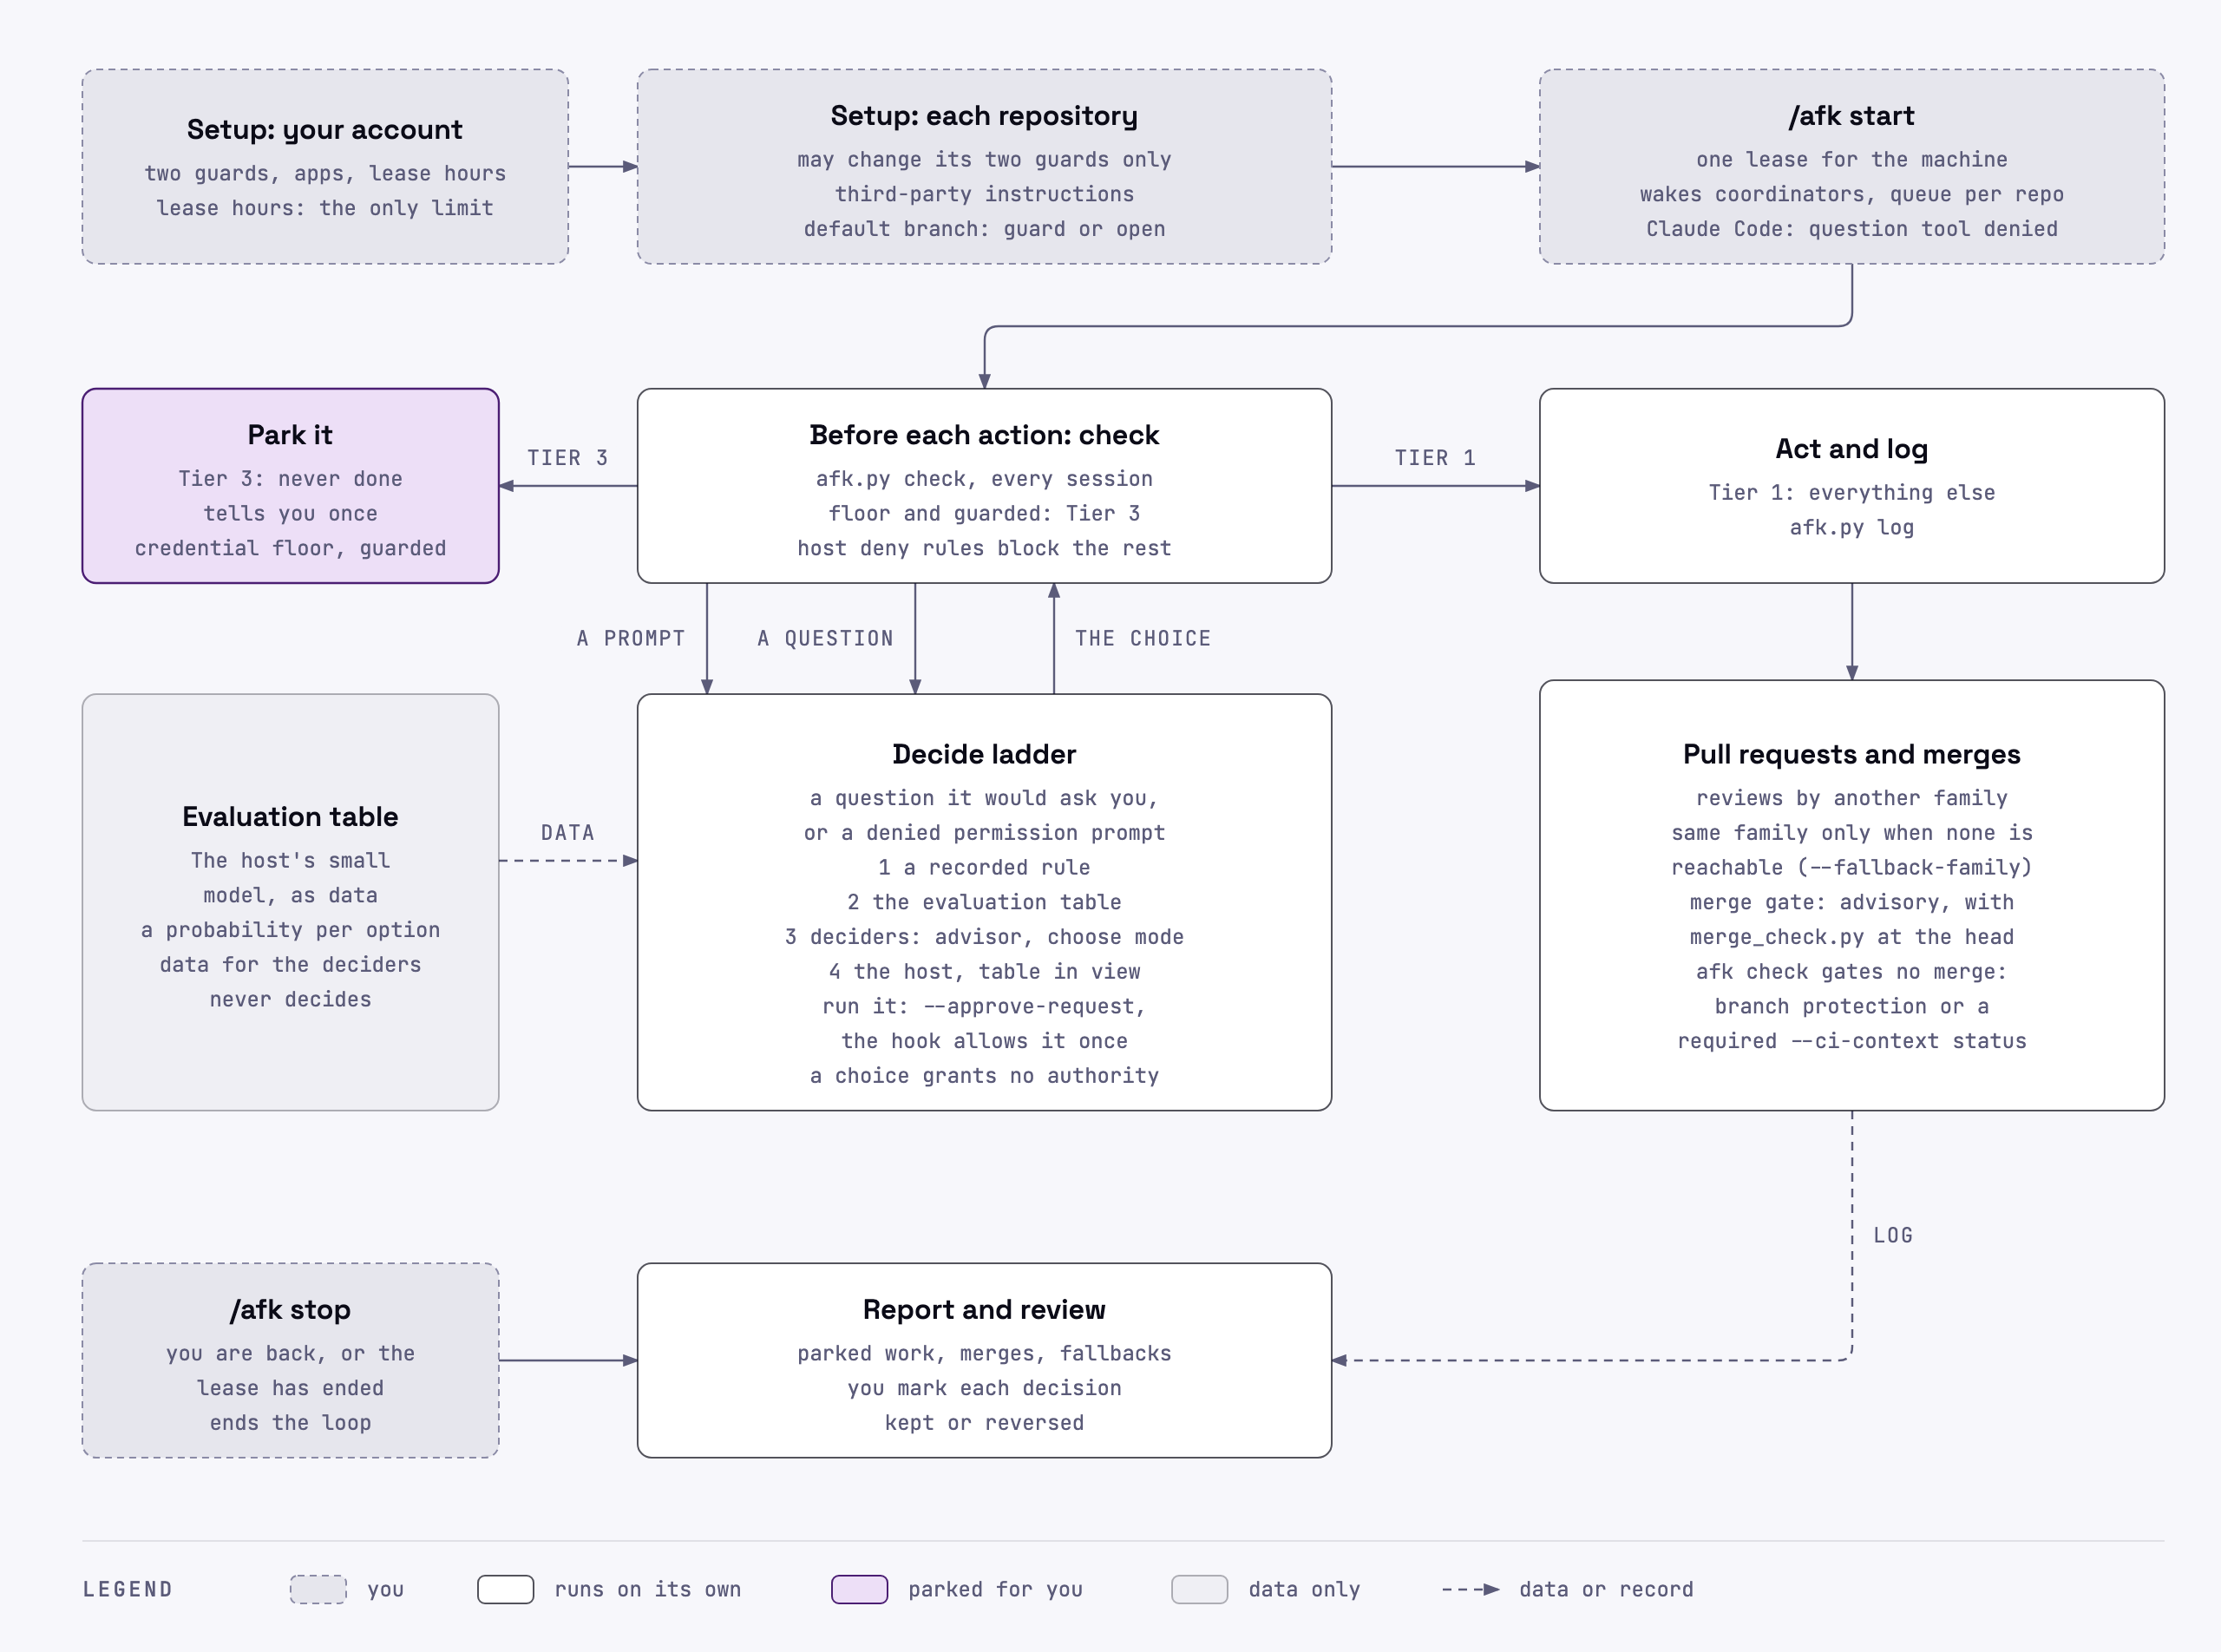 Setup: your account
two guards, apps, lease hours
lease hours: the only limit
Setup: each repository
may change its two guards only
third-party instructions
default branch: guard or open
/afk start
one lease for the machine
wakes coordinators, queue per repo
Claude Code: question tool denied
Park it
Tier 3: never done
tells you once
credential floor, guarded
TIER 3
Before each action: check
afk.py check, every session
floor and guarded: Tier 3
host deny rules block the rest
TIER 1
Act and log
Tier 1: everything else
afk.py log
A PROMPT
A QUESTION
THE CHOICE
Evaluation table
The host's small
model, as data
a probability per option
data for the deciders
never decides
DATA
Decide ladder
a question it would ask you,
or a denied permission prompt
1 a recorded rule
2 the evaluation table
3 deciders: advisor, choose mode
4 the host, table in view
run it: --approve-request,
the hook allows it once
a choice grants no authority
Pull requests and merges
reviews by another family
same family only when none is
reachable (--fallback-family)
merge gate: advisory, with
merge_check.py at the head
afk check gates no merge:
branch protection or a
required --ci-context status
LOG
/afk stop
you are back, or the
lease has ended
ends the loop
Report and review
parked work, merges, fallbacks
you mark each decision
kept or reversed
LEGEND
you
runs on its own
parked for you
data only
data or record